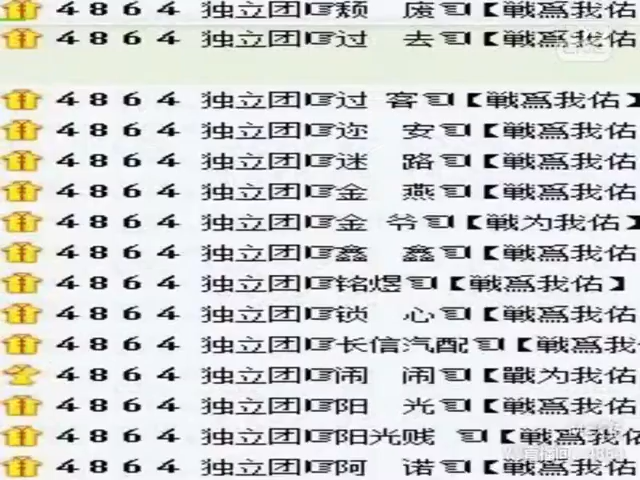 4864 独立团☞颓 废☜【戦爲我佑
4864 独立团☞过 去☜【戦爲我佑
4864 独立团☞过 客☜【戦爲我佑】
4864 独立团☞迩 安☜【戦爲我佑
4864 独立团☞迷 路☜【戦爲我佑
4864 独立团☞金 燕☜【戦爲我佑
4864 独立团☞金 爷☜【戦为我佑】
4864 独立团☞鑫 鑫☜【戦爲我佑
4864 独立团☞铭煜☜【戦爲我佑】
4864 独立团☞锁 心☜【戦爲我佑
4864 独立团☞长信汽配☜【戦爲我
4864 独立团☞闹 闹☜【戰为我佑
4864 独立团☞阳 光☜【戦爲我佑
4864 独立团☞阳光贱 ☜【戦爲我佑
4864 独立团☞阿 诺☜【戦爲我佑